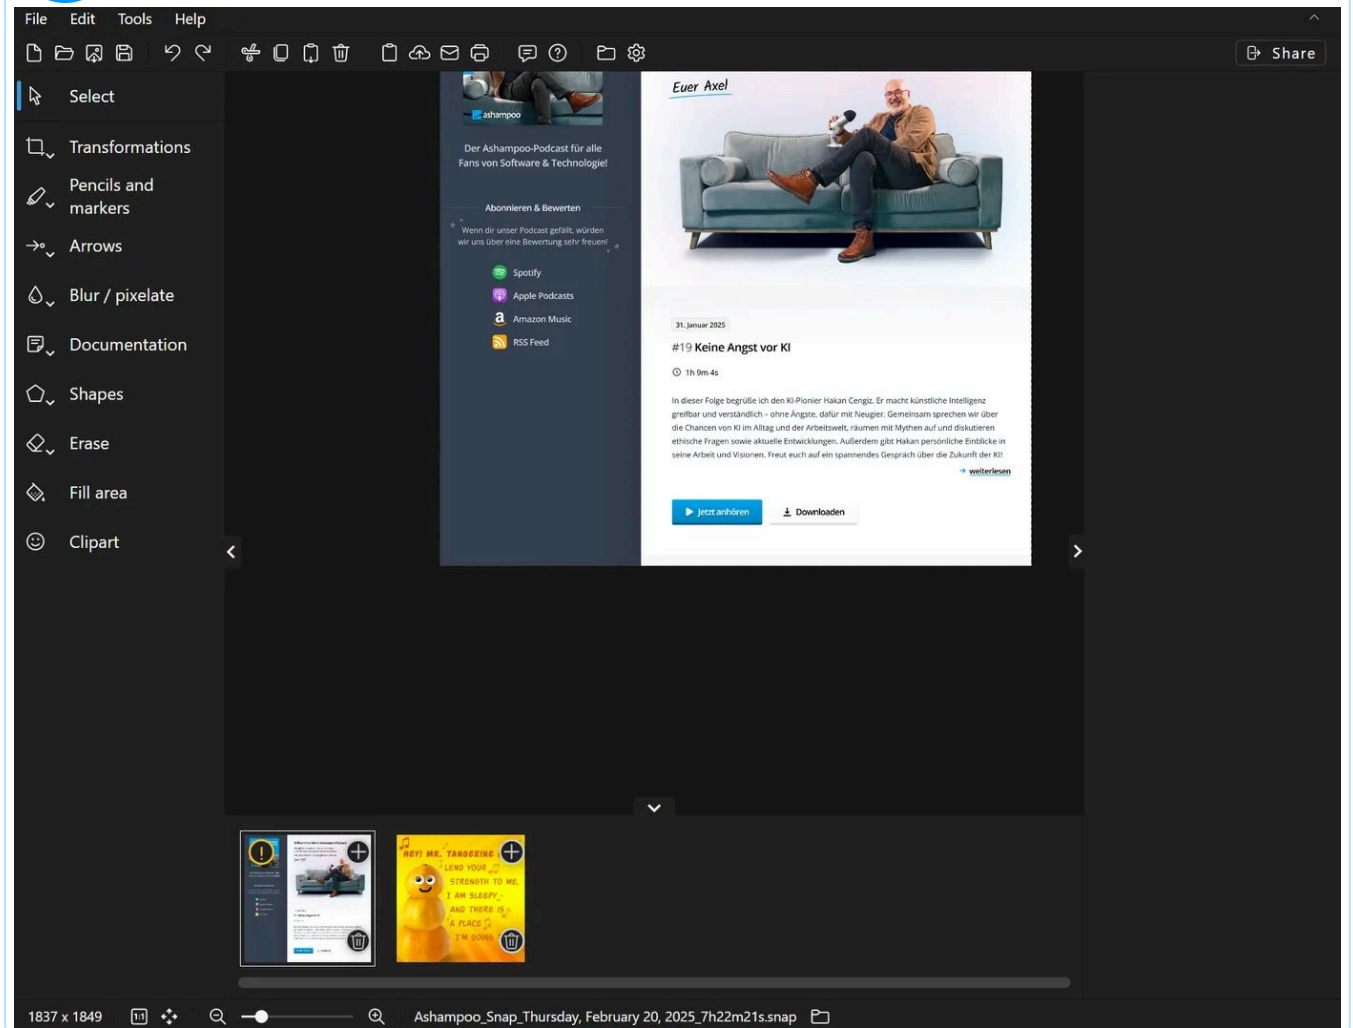 File Edit Tools Help
Share
Select
Transformations
Pencils and
markers
Arrows
Blur / pixelate
Documentation
Shapes
Erase
Fill area
Clipart
ashampoo
Der Ashampoo-Podcast für alle
Fans von Software & Technologie!
Abonnieren & Bewerten
Wenn dir unser Podcast gefällt, würden
wir uns über eine Bewertung sehr freuen!
Spotify
Apple Podcasts
Amazon Music
RSS Feed
Euer Axel
31. Januar 2025
#19 Keine Angst vor KI
1h 9m 4s
In dieser Folge begrüße ich den KI-Pionier Hakan Cengiz. Er macht künstliche Intelligenz
greifbar und verständlich – ohne Ängste, dafür mit Neugier. Gemeinsam sprechen wir über
die Chancen von KI im Alltag und der Arbeitswelt, räumen mit Mythen auf und diskutieren
ethische Fragen sowie aktuelle Entwicklungen. Außerdem gibt Hakan persönliche Einblicke in
seine Arbeit und Visionen. Freut euch auf ein spannendes Gespräch über die Zukunft der KI!
weiterlesen
Jetzt anhören Downloaden
HEY! MR. TANGERINE
LEND YOUR
STRENGTH TO ME,
I AM SLEEPY
AND THERE IS
A PLACE
I'M GOING
1837 x 1849 1:1 Ashampoo_Snap_Thursday, February 20, 2025_7h22m21s.snap